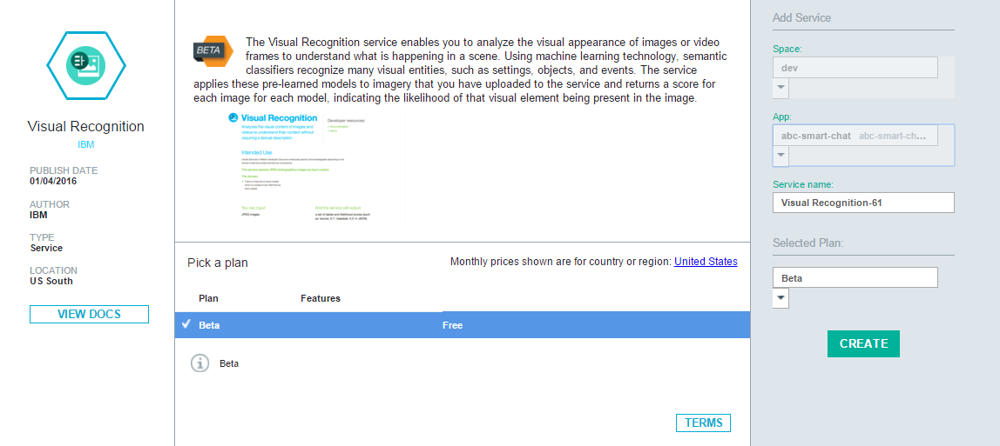 Visual Recognition
IBM
PUBLISH DATE
01/04/2016
AUTHOR
IBM
TYPE
Service
LOCATION
US South
VIEW DOCS
BETA
The Visual Recognition service enables you to analyze the visual appearance of images or video
frames to understand what is happening in a scene. Using machine learning technology, semantic
classifiers recognize many visual entities, such as settings, objects, and events. The service
applies these pre-learned models to imagery that you have uploaded to the service and returns a score for
each image for each model, indicating the likelihood of that visual element being present in the image.
Visual Recognition
Analyzes the visual content of images and
videos to understand their content without
requiring a textual description
Developer resources:
Intended Use
You can input:
JPEG images
And the service will output:
Pick a plan
Monthly prices shown are for country or region: United States
Plan Features
Beta Free
Beta
TERMS
Add Service
Space:
dev
App:
abc-smart-chat abc-smart-ch...
Service name:
Visual Recognition-61
Selected Plan:
Beta
CREATE